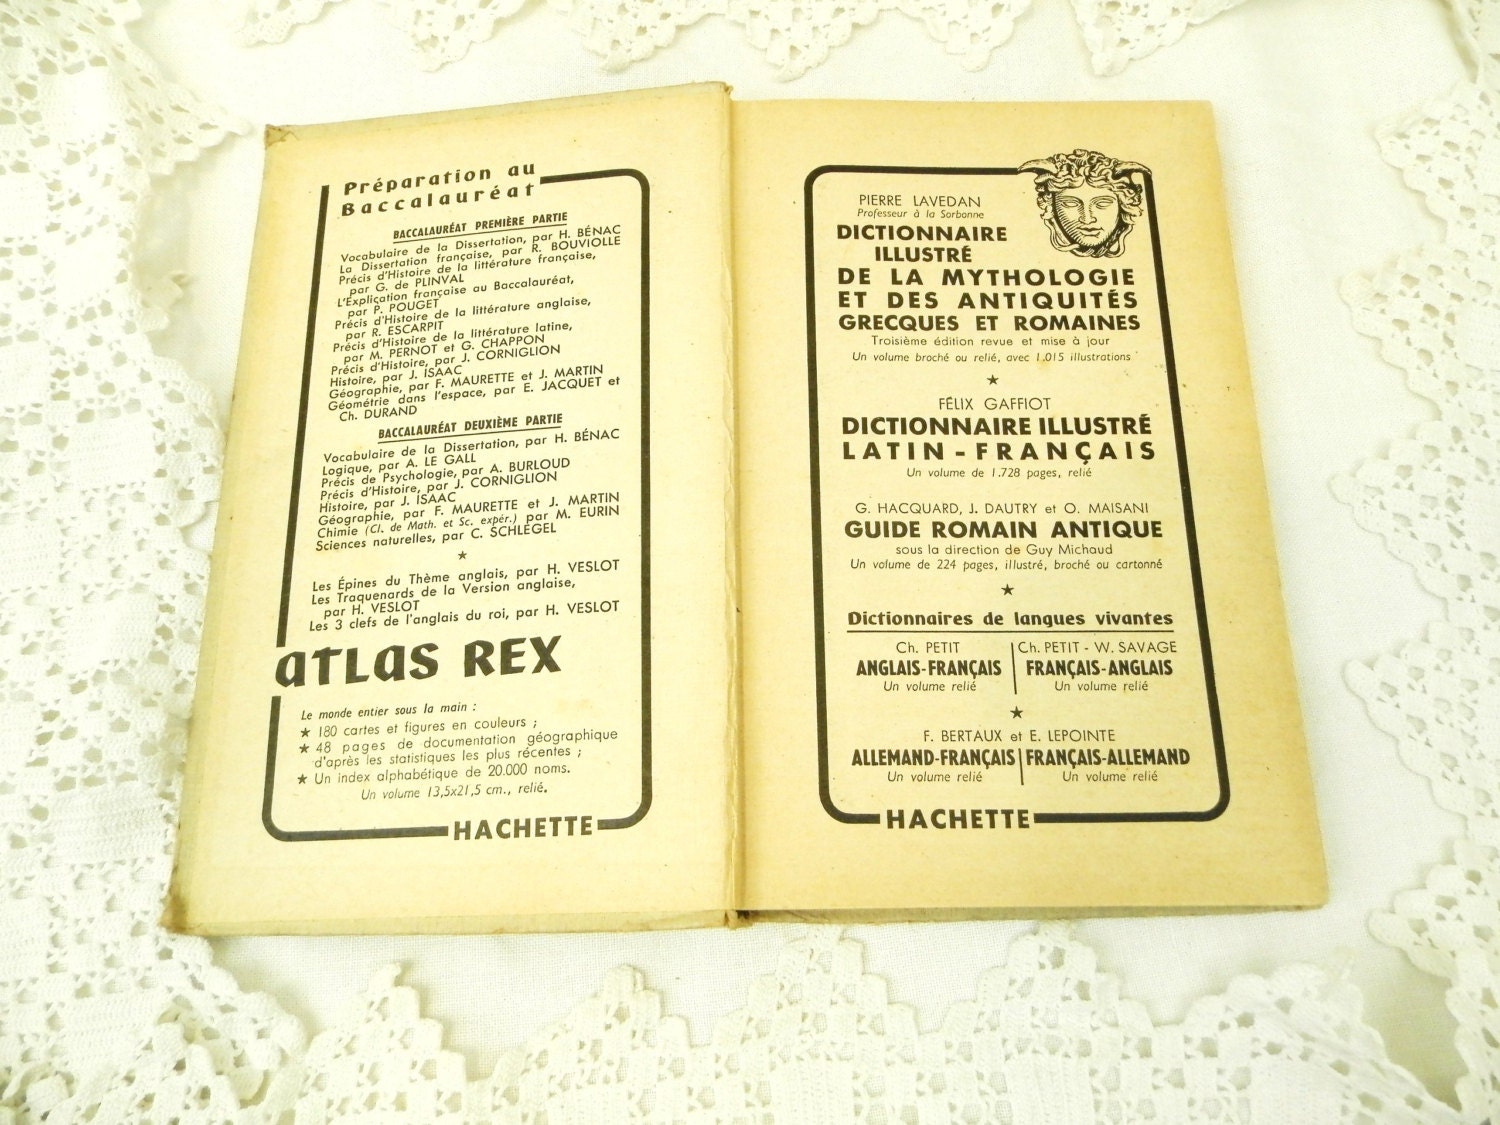 Préparation au
Baccalauréat
BACCALAURÉAT PREMIÈRE PARTIE
Vocabulaire de la Dissertation, par H. BÉNAC
La Dissertation française, par R. BOUVIOLLE
Précis d'Histoire de la littérature française,
par G. de PLINVAL
L'Explication française au Baccalauréat,
par P. POUGET
Précis d'Histoire de la littérature anglaise,
par R. ESCARPIT
Précis d'Histoire de la littérature latine,
par M. PERNOT et G. CHAPPON
Précis d'Histoire, par J. CORNIGLION
Histoire, par J. ISAAC
Géographie, par F. MAURETTE et J. MARTIN
Géométrie dans l'espace, par E. JACQUET et
Ch. DURAND
BACCALAURÉAT DEUXIÈME PARTIE
Vocabulaire de la Dissertation, par H. BÉNAC
Logique, par A. LE GALL
Précis de Psychologie, par A. BURLOUD
Précis d'Histoire, par J. CORNIGLION
Histoire, par J. ISAAC
Géographie, par F. MAURETTE et J. MARTIN
Chimie (Cl. de Math. et Sc. expér.) par M. EURIN
Sciences naturelles, par C. SCHLEGEL
★
Les Épines du Thème anglais, par H. VESLOT
Les Traquenards de la Version anglaise,
par H. VESLOT
Les 3 clefs de l'anglais du roi, par H. VESLOT
ATLAS REX
Le monde entier sous la main :
★ 180 cartes et figures en couleurs ;
★ 48 pages de documentation géographique
d'après les statistiques les plus récentes ;
★ Un index alphabétique de 20.000 noms.
Un volume 13,5x21,5 cm., relié.
HACHETTE
PIERRE LAVEDAN
Professeur à la Sorbonne
DICTIONNAIRE
ILLUSTRÉ
DE LA MYTHOLOGIE
ET DES ANTIQUITÉS
GRECQUES ET ROMAINES
Troisième édition revue et mise à jour
Un volume broché ou relié, avec 1.015 illustrations
★
FÉLIX GAFFIOT
DICTIONNAIRE ILLUSTRÉ
LATIN - FRANÇAIS
Un volume de 1.728 pages, relié
G. HACQUARD, J. DAUTRY et O. MAISANI
GUIDE ROMAIN ANTIQUE
sous la direction de Guy Michaud
Un volume de 224 pages, illustré, broché ou cartonné
★
Dictionnaires de langues vivantes
Ch. PETIT
ANGLAIS-FRANÇAIS
Un volume relié
Ch. PETIT - W. SAVAGE
FRANÇAIS-ANGLAIS
Un volume relié
★
F. BERTAUX et E. LEPOINTE
ALLEMAND-FRANÇAIS
Un volume relié
FRANÇAIS-ALLEMAND
Un volume relié
HACHETTE